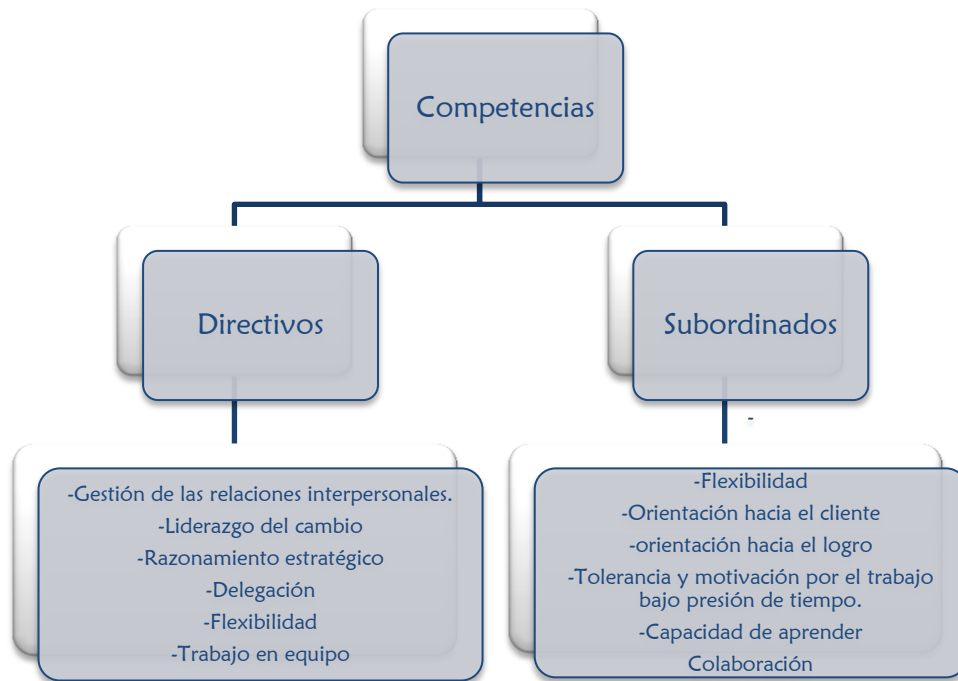 Competencias
Directivos
Subordinados
-
-Gestión de las relaciones interpersonales.
-Liderazgo del cambio
-Razonamiento estratégico
-Delegación
-Flexibilidad
-Trabajo en equipo
-Flexibilidad
-Orientación hacia el cliente
-orientación hacia el logro
-Tolerancia y motivación por el trabajo
bajo presión de tiempo.
-Capacidad de aprender
Colaboración